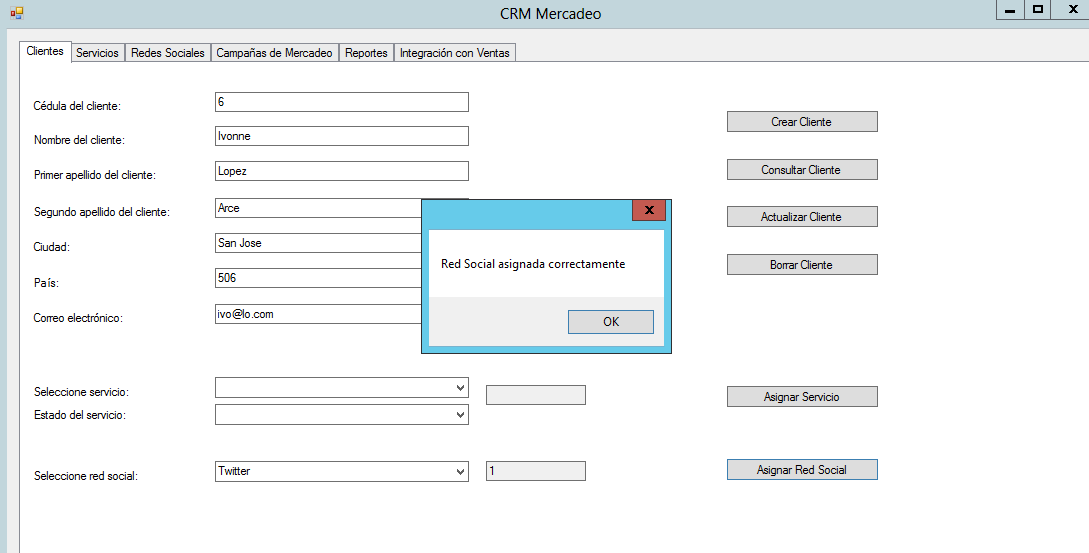 CRM Mercadeo
Clientes Servicios Redes Sociales Campañas de Mercadeo Reportes Integración con Ventas
Cédula del cliente: 6
Crear Cliente
Nombre del cliente: Ivonne
Primer apellido del cliente: Lopez
Consultar Cliente
Segundo apellido del cliente: Arce
Actualizar Cliente
Ciudad: San Jose
País: 506
Borrar Cliente
Correo electrónico: ivo@lo.com
X
Red Social asignada correctamente
OK
Seleccione servicio:
Asignar Servicio
Estado del servicio:
Seleccione red social: Twitter 1
Asignar Red Social